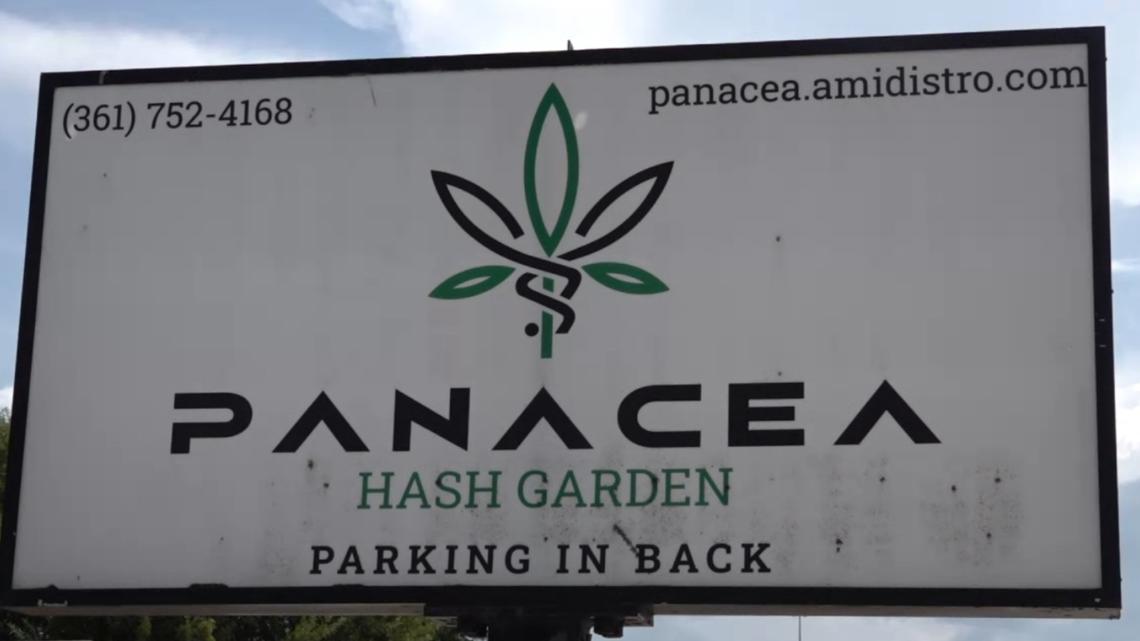 (361) 752-4168
panacea.amidistro.com
PANACEA
HASH GARDEN
PARKING IN BACK